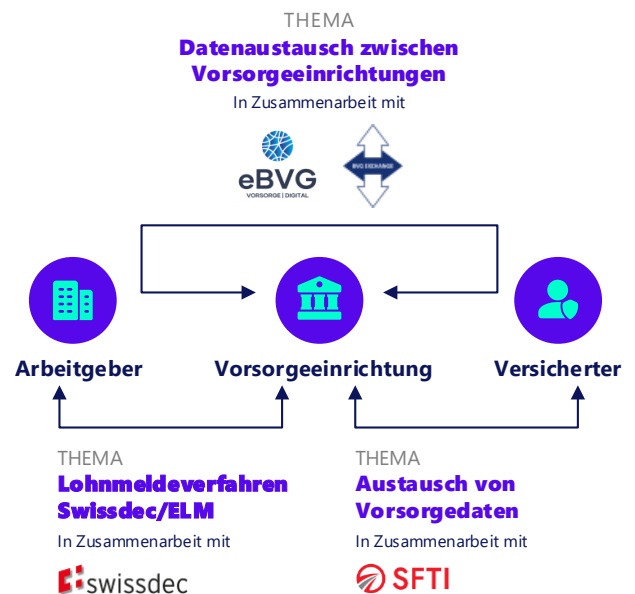 THEMA
Datenaustausch zwischen
Vorsorgeeinrichtungen
In Zusammenarbeit mit
eBVG
VORSORGE | DIGITAL
BVG EXCHANGE
Arbeitgeber
Vorsorgeeinrichtung
Versicherter
THEMA
Lohnmeldeverfahren
Swissdec/ELM
In Zusammenarbeit mit
swissdec
THEMA
Austausch von
Vorsorgedaten
In Zusammenarbeit mit
SFTI